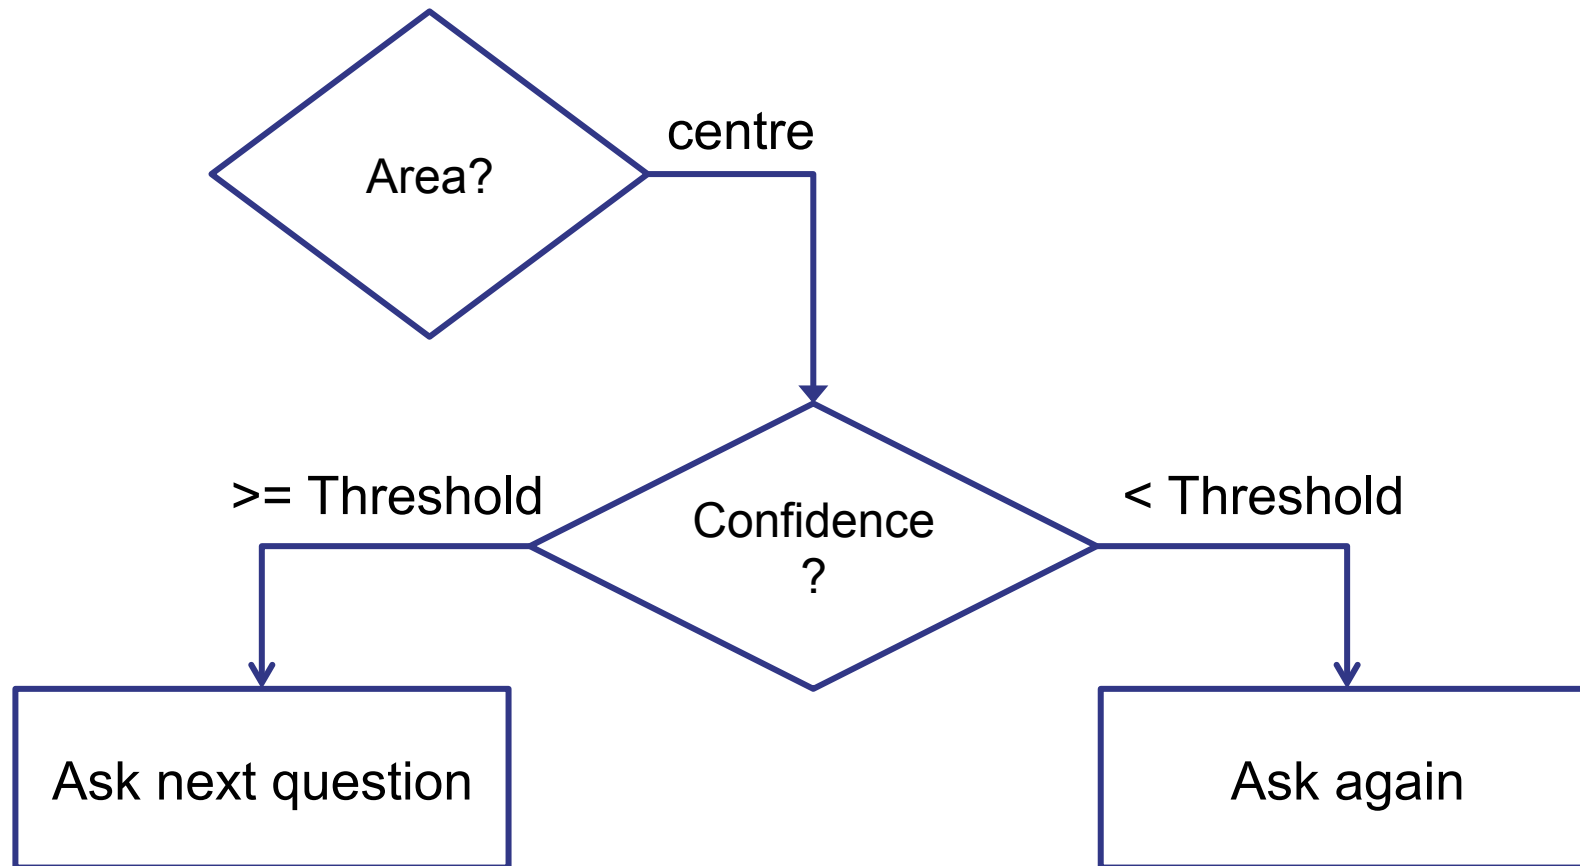 centre
Area?
>= Threshold
< Threshold
Confidence
?
Ask next question
Ask again